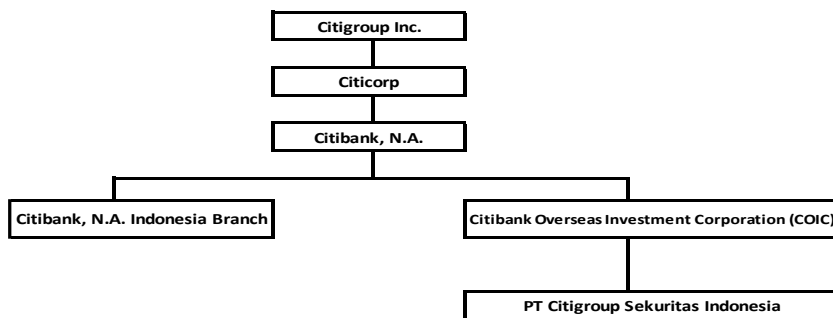 Citigroup Inc.
Citicorp
Citibank, N.A.
Citibank, N.A. Indonesia Branch
Citibank Overseas Investment Corporation (COIC)
PT Citigroup Sekuritas Indonesia